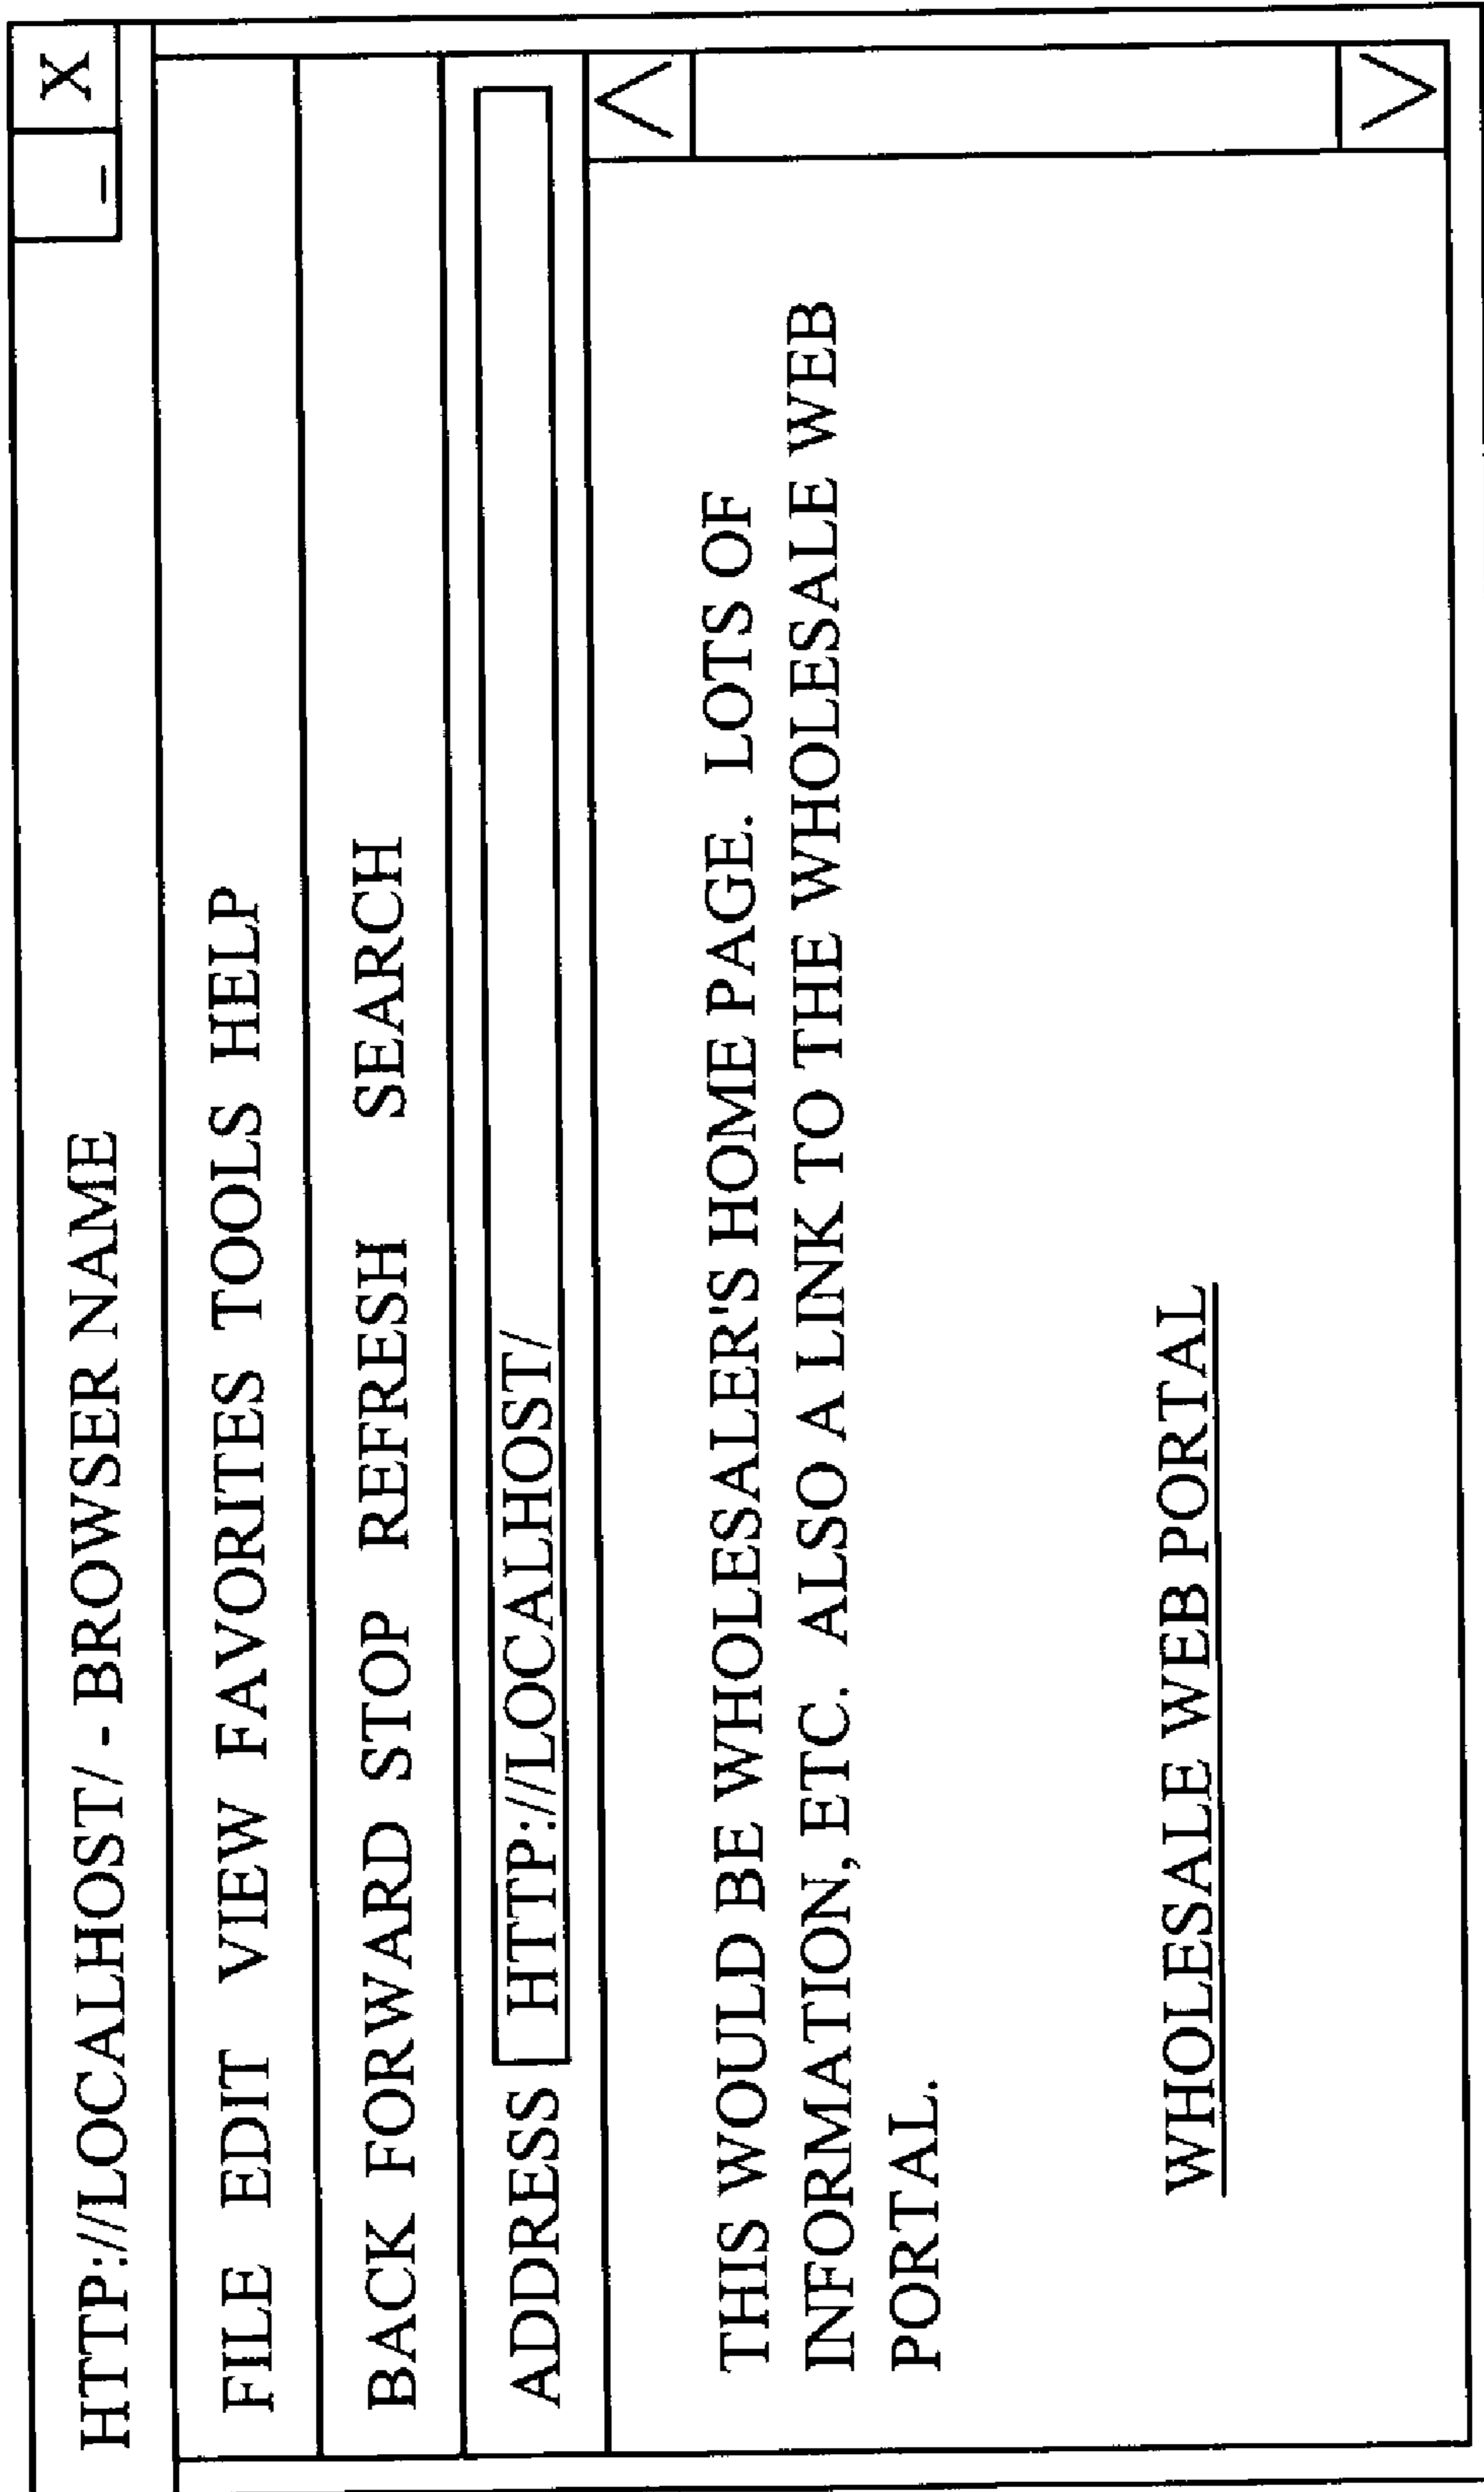 HTTP://LOCALHOST/ - BROWSER NAME
_ X
FILE EDIT VIEW FAVORITES TOOLS HELP
BACK FORWARD STOP REFRESH SEARCH
ADDRESS HTTP://LOCALHOST/
THIS WOULD BE WHOLESALER'S HOME PAGE. LOTS OF
INFORMATION, ETC. ALSO A LINK TO THE WHOLESALE WEB
PORTAL.
WHOLESALE WEB PORTAL